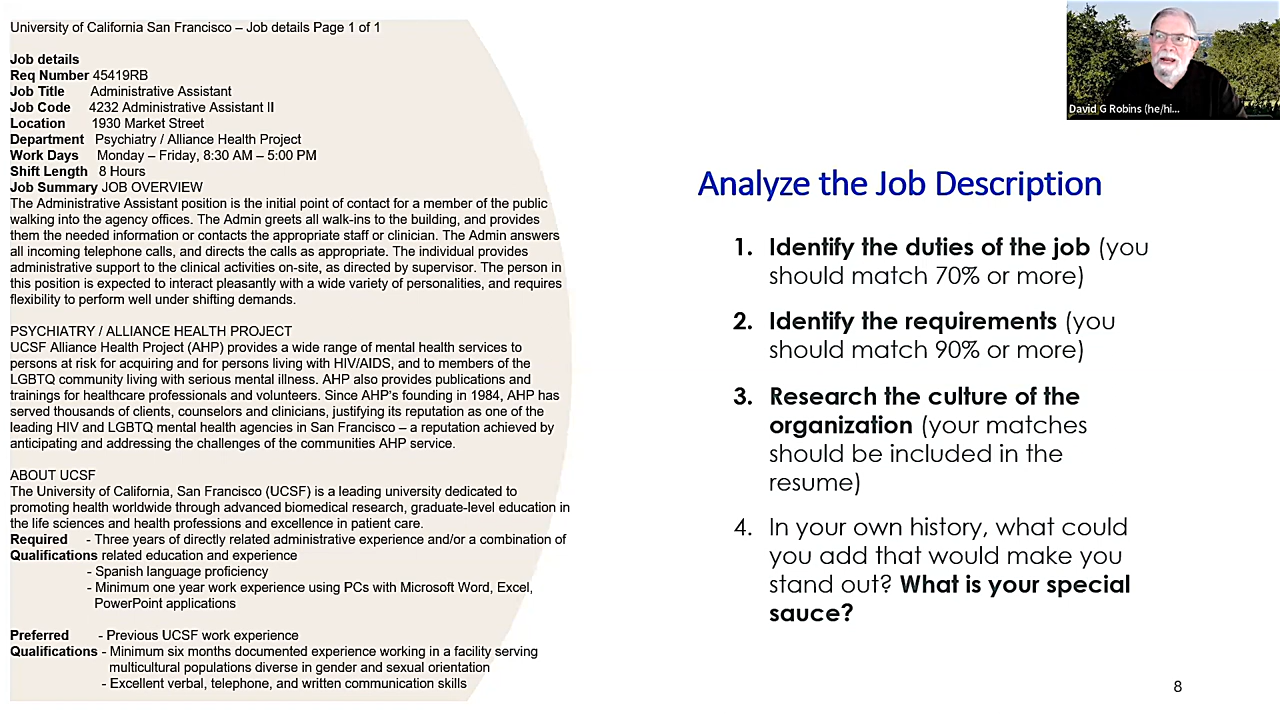 University of California San Francisco – Job details Page 1 of 1
Job details
Req Number 45419RB
Job Title Administrative Assistant
Job Code 4232 Administrative Assistant II
Location 1930 Market Street
Department Psychiatry / Alliance Health Project
Work Days Monday – Friday, 8:30 AM – 5:00 PM
Shift Length 8 Hours
Job Summary JOB OVERVIEW
The Administrative Assistant position is the initial point of contact for a member of the public
walking into the agency offices. The Admin greets all walk-ins to the building, and provides
them the needed information or contacts the appropriate staff or clinician. The Admin answers
all incoming telephone calls, and directs the calls as appropriate. The individual provides
administrative support to the clinical activities on-site, as directed by supervisor. The person in
this position is expected to interact pleasantly with a wide variety of personalities, and requires
flexibility to perform well under shifting demands.
PSYCHIATRY / ALLIANCE HEALTH PROJECT
UCSF Alliance Health Project (AHP) provides a wide range of mental health services to
persons at risk for acquiring and for persons living with HIV/AIDS, and to members of the
LGBTQ community living with serious mental illness. AHP also provides publications and
trainings for healthcare professionals and volunteers. Since AHP's founding in 1984, AHP has
served thousands of clients, counselors and clinicians, justifying its reputation as one of the
leading HIV and LGBTQ mental health agencies in San Francisco – a reputation achieved by
anticipating and addressing the challenges of the communities AHP service.
ABOUT UCSF
The University of California, San Francisco (UCSF) is a leading university dedicated to
promoting health worldwide through advanced biomedical research, graduate-level education in
the life sciences and health professions and excellence in patient care.
Required - Three years of directly related administrative experience and/or a combination of
Qualifications related education and experience
- Spanish language proficiency
- Minimum one year work experience using PCs with Microsoft Word, Excel,
PowerPoint applications
Preferred - Previous UCSF work experience
Qualifications - Minimum six months documented experience working in a facility serving
multicultural populations diverse in gender and sexual orientation
- Excellent verbal, telephone, and written communication skills
David G Robins (he/hi...
Analyze the Job Description
1. Identify the duties of the job (you
should match 70% or more)
2. Identify the requirements (you
should match 90% or more)
3. Research the culture of the
organization (your matches
should be included in the
resume)
4. In your own history, what could
you add that would make you
stand out? What is your special
sauce?
8